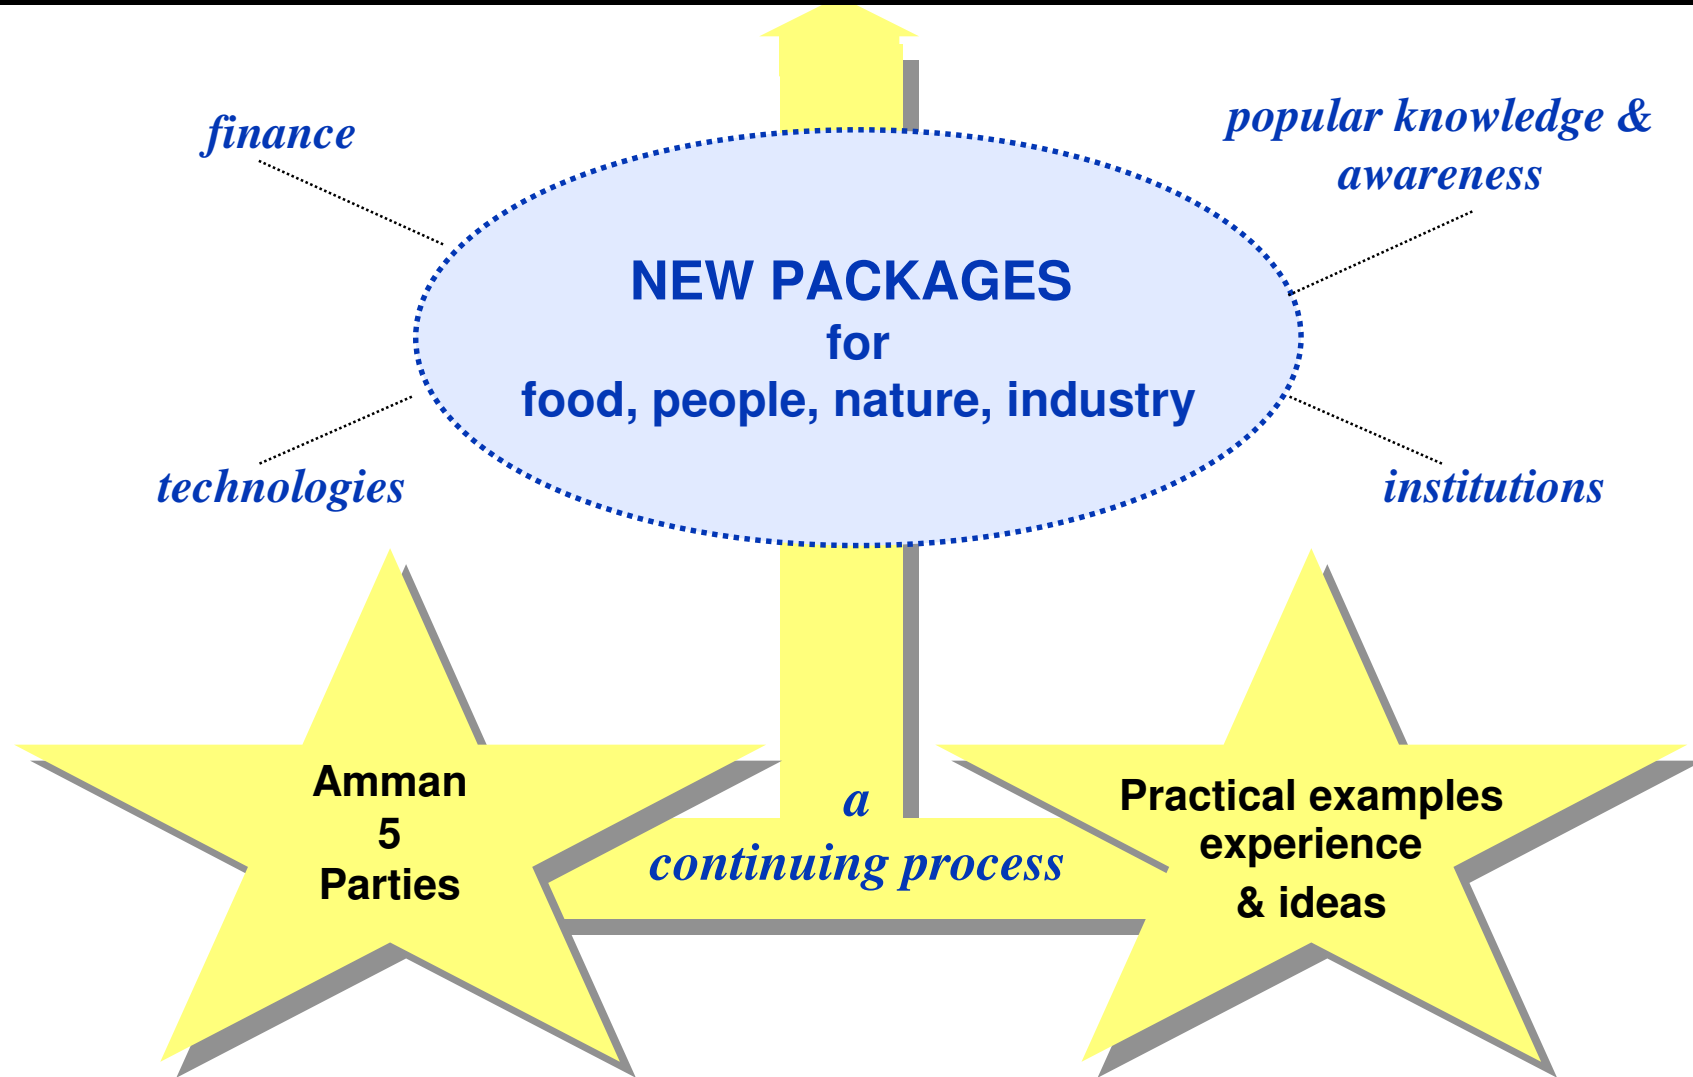 finance
popular knowledge &
awareness
NEW PACKAGES
for
food, people, nature, industry
technologies
institutions
Amman
5
Parties
a
continuing process
Practical examples
experience
& ideas